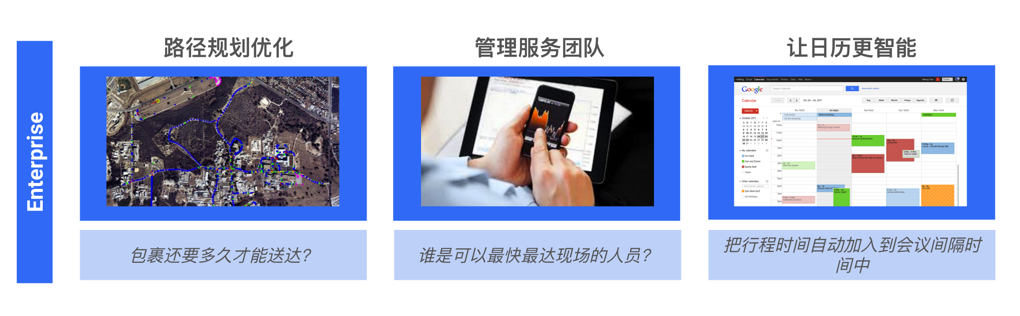 Enterprise
路径规划优化
管理服务团队
让日历更智能
Google
Calendar
包裹还要多久才能送达?
谁是可以最快最达现场的人员?
把行程时间自动加入到会议间隔时
间中